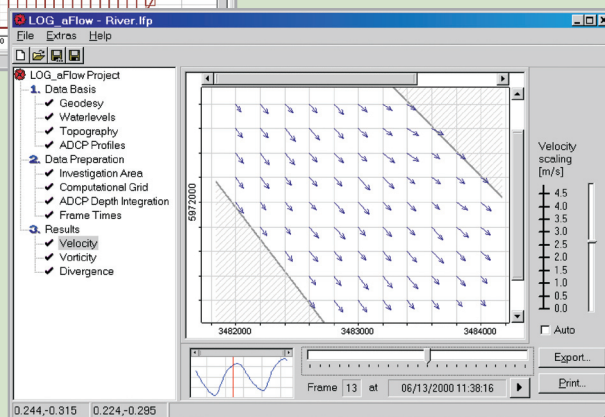 LOG_aFlow - River.lfp
File Extras Help
LOG_aFlow Project
1. Data Basis
Geodesy
Waterlevels
Topography
ADCP Profiles
2. Data Preparation
Investigation Area
Computational Grid
ADCP Depth Integration
Frame Times
3. Results
Velocity
Vorticity
Divergence
5972000
3482000 3483000 3484000
Velocity
scaling
[m/s]
4.5
4.0
3.5
3.0
2.5
2.0
1.5
1.0
0.5
0.0
Auto
Export...
Print...
Frame 13 at 06/13/2000 11:38:16
0.244,-0.315 0.224,-0.295